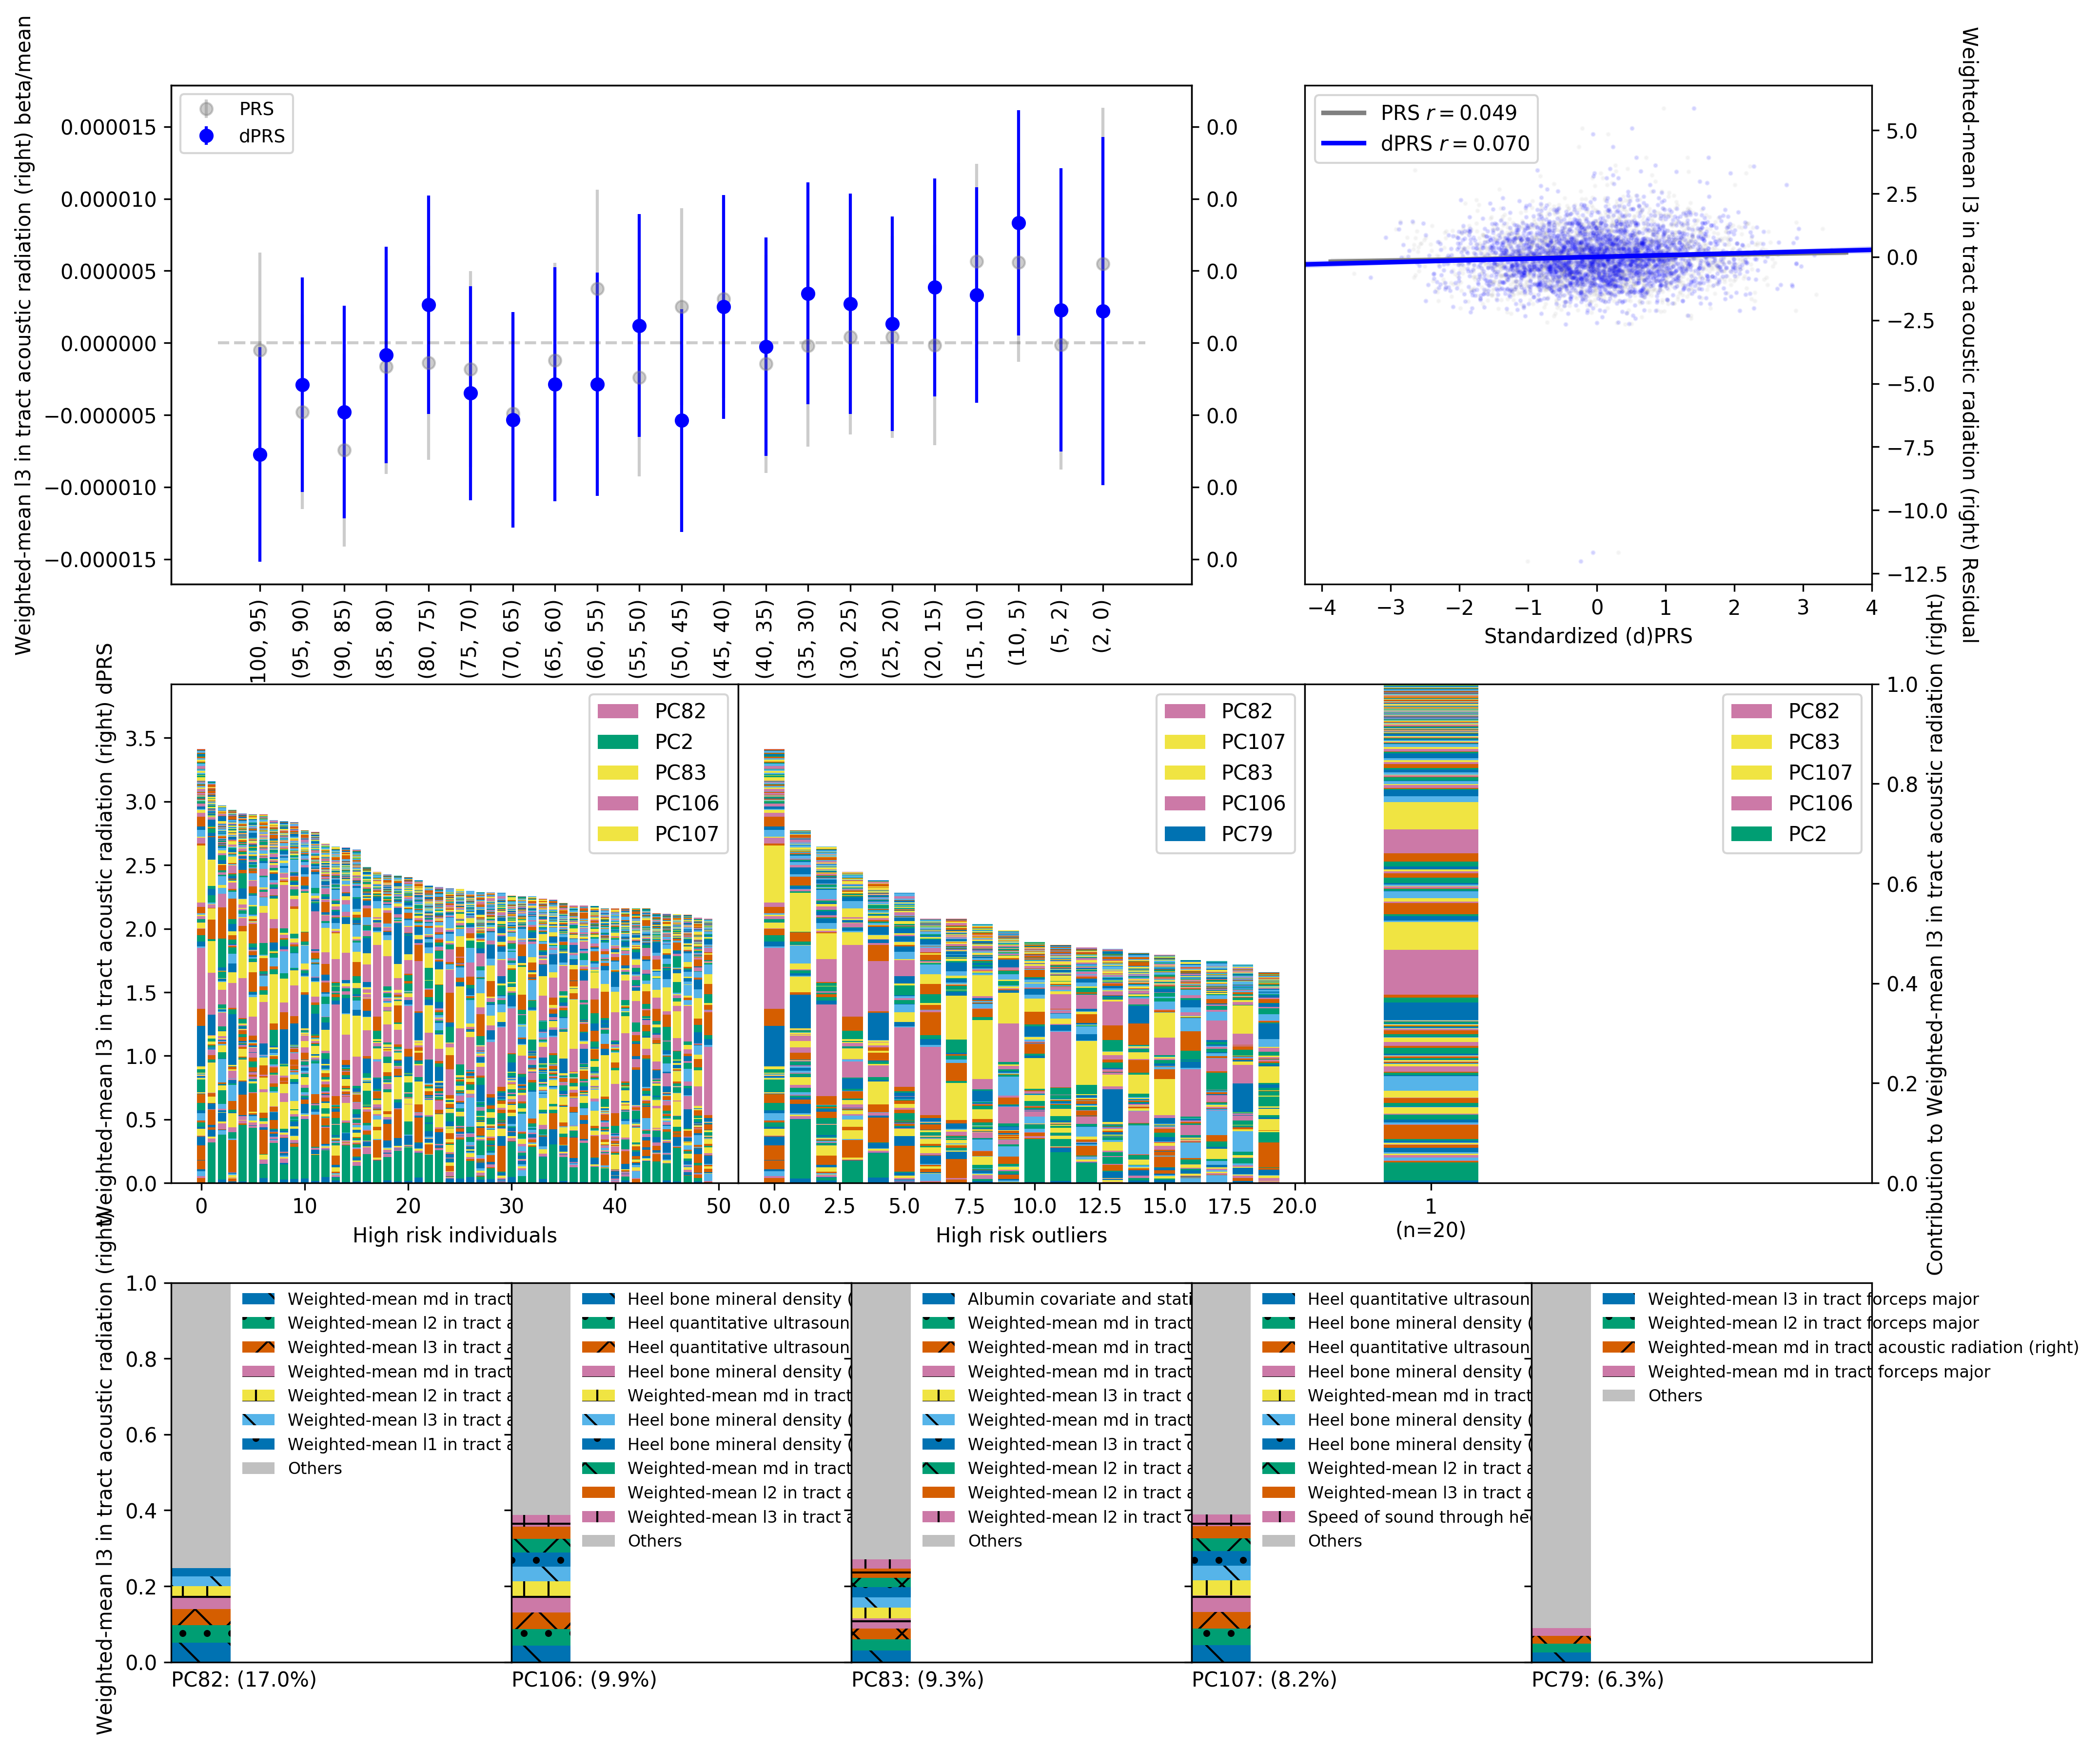 Weighted-mean l3 in tract acoustic radiation (right) beta/mean
PRS
dPRS
0.000015
0.000010
0.000005
0.000000
−0.000005
−0.000010
−0.000015
0.0
0.0
0.0
0.0
0.0
0.0
0.0
100, 95)
(95, 90)
(90, 85)
(85, 80)
(80, 75)
(75, 70)
(70, 65)
(65, 60)
(60, 55)
(55, 50)
(50, 45)
(45, 40)
(40, 35)
(35, 30)
(30, 25)
(25, 20)
(20, 15)
(15, 10)
(10, 5)
(5, 2)
(2, 0)
PRS r = 0.049
dPRS r = 0.070
5.0
2.5
0.0
−2.5
−5.0
−7.5
−10.0
−12.5
−4 −3 −2 −1 0 1 2 3 4
Standardized (d)PRS
Weighted-mean l3 in tract acoustic radiation (right) Residual
Weighted-mean l3 in tract acoustic radiation (right) dPRS
3.5
3.0
2.5
2.0
1.5
1.0
0.5
0.0
PC82
PC2
PC83
PC106
PC107
0 10 20 30 40 50
High risk individuals
PC82
PC107
PC83
PC106
PC79
0.0 2.5 5.0 7.5 10.0 12.5 15.0 17.5 20.0
High risk outliers
PC82
PC83
PC107
PC106
PC2
1
(n=20)
1.0
0.8
0.6
0.4
0.2
0.0
Contribution to Weighted-mean l3 in tract acoustic radiation (right)
Weighted-mean l3 in tract acoustic radiation (right)
1.0
0.8
0.6
0.4
0.2
0.0
Weighted-mean md in tract
Weighted-mean l2 in tract a
Weighted-mean l3 in tract a
Weighted-mean md in tract
Weighted-mean l2 in tract a
Weighted-mean l3 in tract a
Weighted-mean l1 in tract a
Others
PC82: (17.0%)
Heel bone mineral density (
Heel quantitative ultrasoun
Heel quantitative ultrasoun
Heel bone mineral density (
Weighted-mean md in tract
Heel bone mineral density (
Heel bone mineral density (
Weighted-mean md in tract
Weighted-mean l2 in tract a
Weighted-mean l3 in tract a
Others
PC106: (9.9%)
Albumin covariate and stati
Weighted-mean md in tract
Weighted-mean md in tract
Weighted-mean md in tract
Weighted-mean l3 in tract c
Weighted-mean md in tract
Weighted-mean l3 in tract c
Weighted-mean l2 in tract a
Weighted-mean l2 in tract a
Weighted-mean l2 in tract c
Others
PC83: (9.3%)
Heel quantitative ultrasoun
Heel bone mineral density (
Heel quantitative ultrasoun
Heel bone mineral density (
Weighted-mean md in tract
Heel bone mineral density (
Heel bone mineral density (
Weighted-mean l2 in tract a
Weighted-mean l3 in tract a
Speed of sound through hee
Others
PC107: (8.2%)
Weighted-mean l3 in tract forceps major
Weighted-mean l2 in tract forceps major
Weighted-mean md in tract acoustic radiation (right)
Weighted-mean md in tract forceps major
Others
PC79: (6.3%)